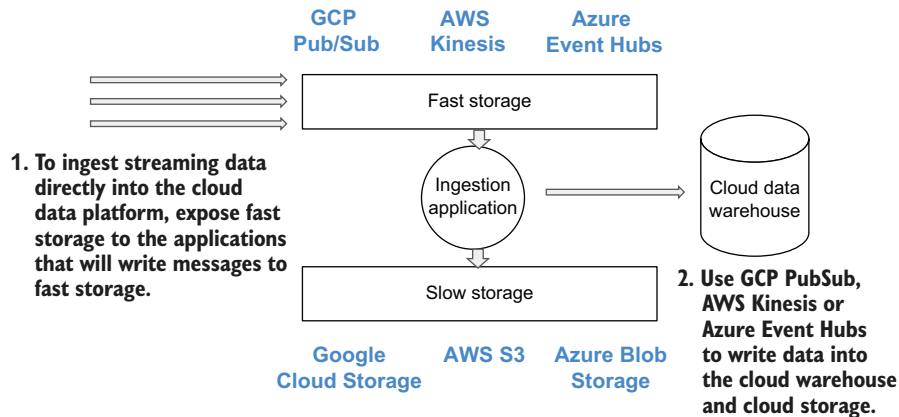 GCP
Pub/Sub
AWS
Kinesis
Azure
Event Hubs
Fast storage
1. To ingest streaming data
directly into the cloud
data platform, expose fast
storage to the applications
that will write messages to
fast storage.
Ingestion
application
Cloud data
warehouse
Slow storage
2. Use GCP PubSub,
AWS Kinesis or
Azure Event Hubs
to write data into
the cloud warehouse
and cloud storage.
Google
Cloud Storage
AWS S3
Azure Blob
Storage